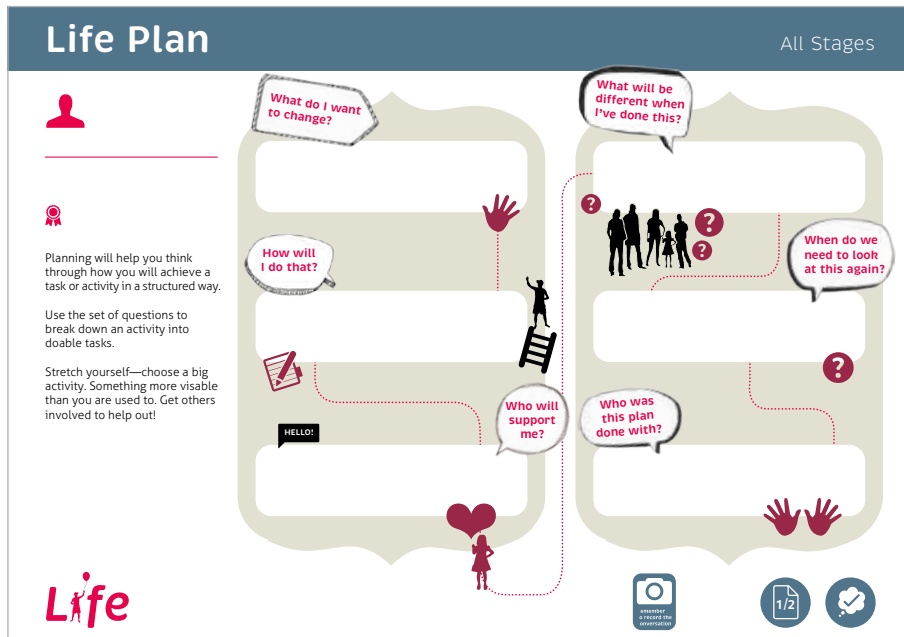 Life Plan
All Stages
Planning will help you think
through how you will achieve a
task or activity in a structured way.
Use the set of questions to
break down an activity into
doable tasks.
Stretch yourself—choose a big
activity. Something more visable
than you are used to. Get others
involved to help out!
What do I want
to change?
How will
I do that?
HELLO!
Who will
support
me?
What will be
different when
I've done this?
?
?
?
When do we
need to look
at this again?
?
Who was
this plan
done with?
Life
emember
o record the
onversation
1/2